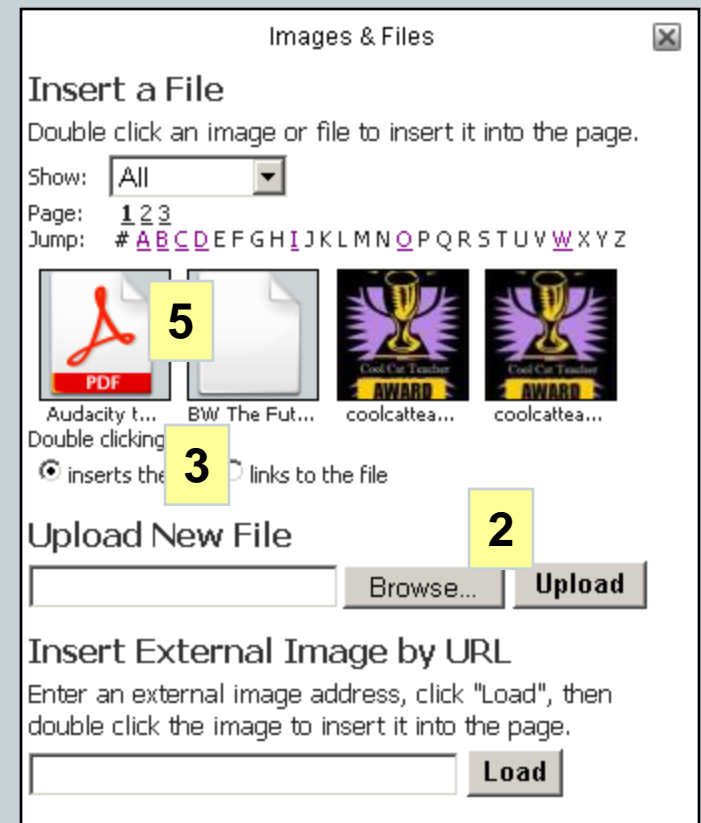 Images & Files
Insert a File
Double click an image or file to insert it into the page.
Show: All
Page: 1 2 3
Jump: # A B C D E F G H I J K L M N O P Q R S T U V W X Y Z
5
PDF
Cool Cat Teacher
AWARD
Cool Cat Teacher
AWARD
Audacity t... BW The Fut... coolcattea... coolcattea...
Double clicking
inserts the 3 links to the file
2
Upload New File
Browse... Upload
Insert External Image by URL
Enter an external image address, click "Load", then
double click the image to insert it into the page.
Load